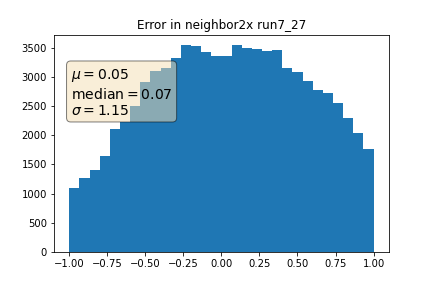 Error in neighbor2x run7_27
3500
3000
2500
2000
1500
1000
500
0
μ = 0.05
median = 0.07
σ = 1.15
−1.00 −0.75 −0.50 −0.25 0.00 0.25 0.50 0.75 1.00